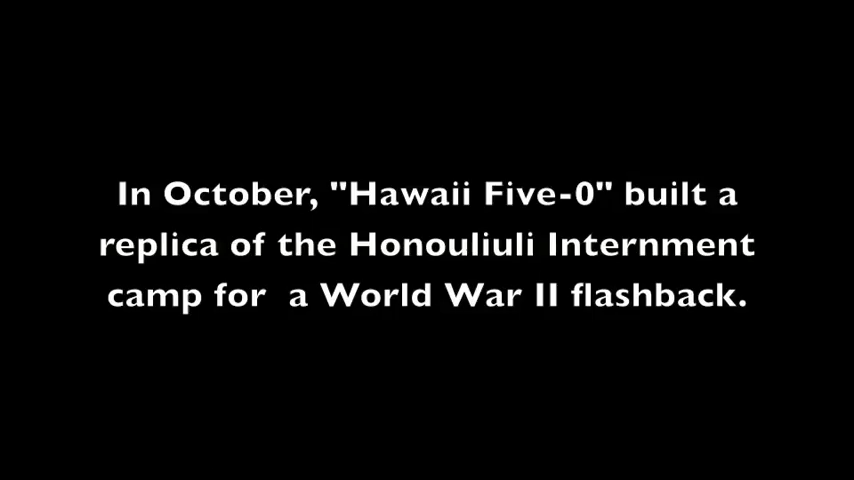 In October, "Hawaii Five-0" built a
replica of the Honouliuli Internment
camp for  a World War II flashback.